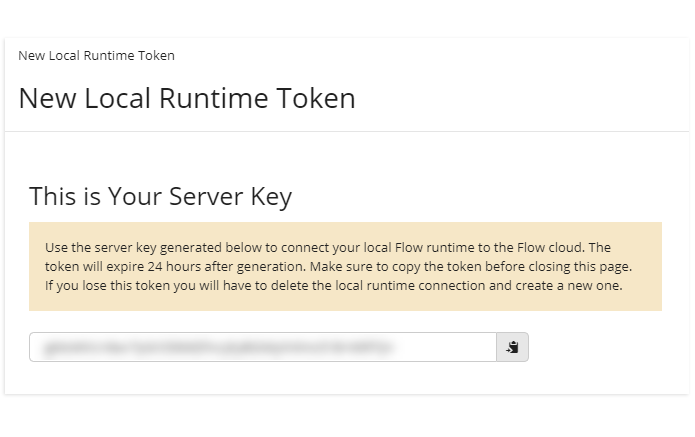 New Local Runtime Token
New Local Runtime Token
This is Your Server Key
Use the server key generated below to connect your local Flow runtime to the Flow cloud. The
token will expire 24 hours after generation. Make sure to copy the token before closing this page.
If you lose this token you will have to delete the local runtime connection and create a new one.